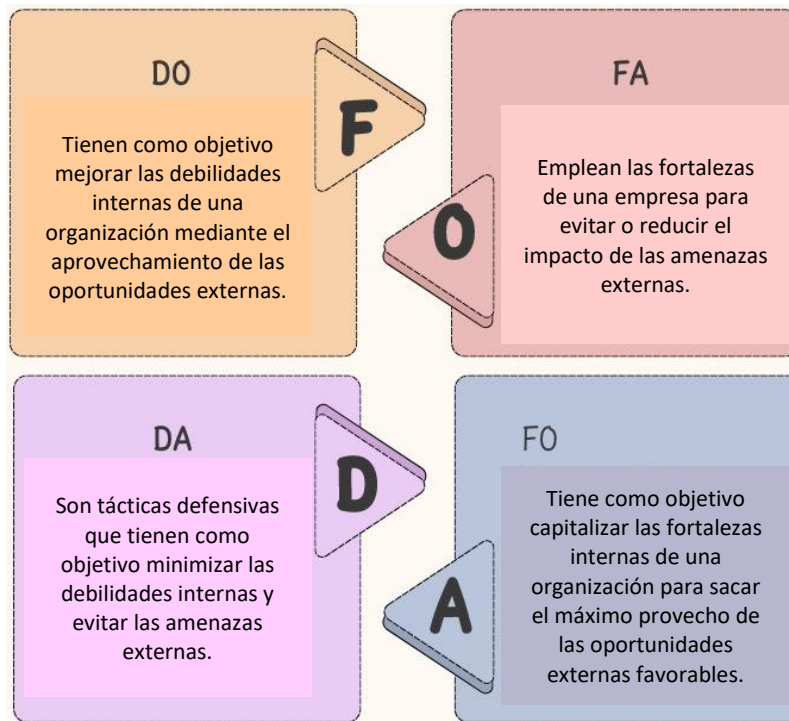 DO
Tienen como objetivo
mejorar las debilidades
internas de una
organización mediante el
aprovechamiento de las
oportunidades externas.
F
FA
Emplean las fortalezas
de una empresa para
evitar o reducir el
impacto de las amenazas
externas.
O
DA
Son tácticas defensivas
que tienen como
objetivo minimizar las
debilidades internas y
evitar las amenazas
externas.
D
FO
Tiene como objetivo
capitalizar las fortalezas
internas de una
organización para sacar
el máximo provecho de
las oportunidades
externas favorables.
A